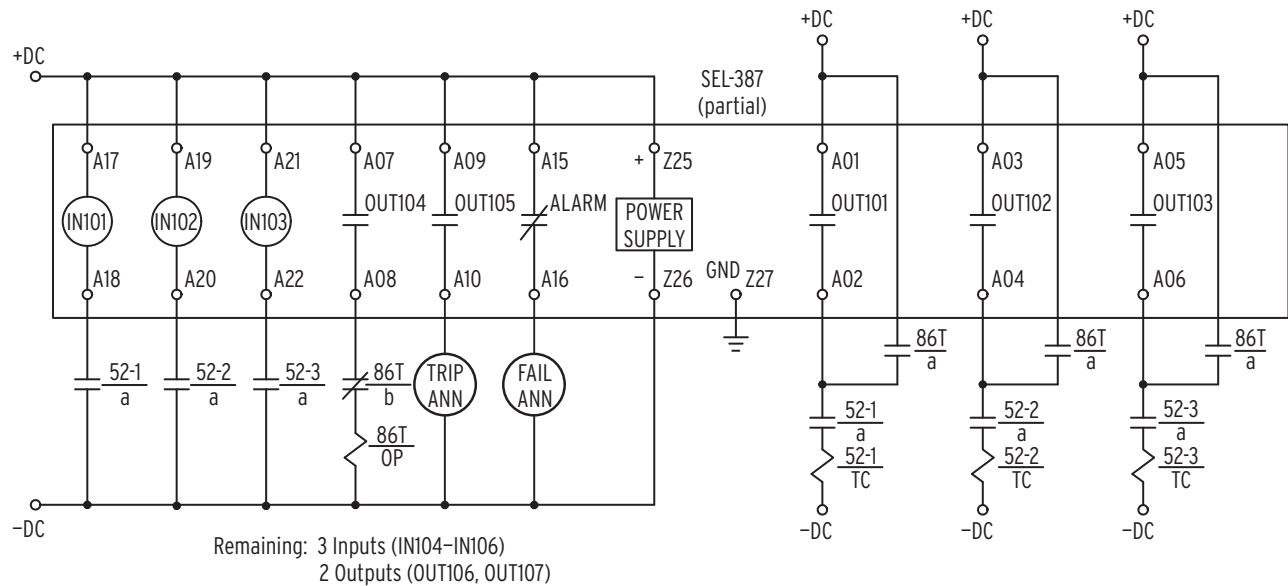 +DC
+DC
+DC
+DC
SEL-387
(partial)
A17
A19
A21
A07
A09
A15
+
Z25
A01
A03
A05
IN101
IN102
IN103
OUT104
OUT105
ALARM
POWER
SUPPLY
OUT101
OUT102
OUT103
A18
A20
A22
A08
A10
A16
−
Z26
GND
Z27
A02
A04
A06
52-1
a
52-2
a
52-3
a
86T
b
TRIP
ANN
FAIL
ANN
86T
a
86T
a
86T
a
86T
OP
52-1
a
52-2
a
52-3
a
52-1
TC
52-2
TC
52-3
TC
−DC
−DC
−DC
−DC
Remaining: 3 Inputs (IN104–IN106)
2 Outputs (OUT106, OUT107)